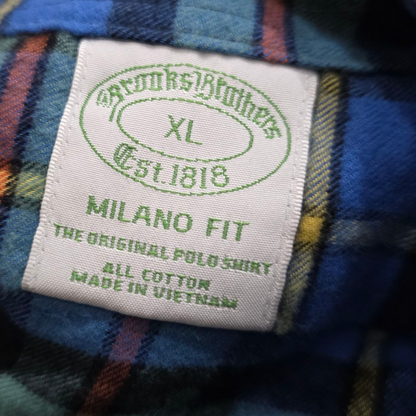 Brooks Brothers
XL
Est. 1818
MILANO FIT
THE ORIGINAL POLO SHIRT
ALL COTTON
MADE IN VIETNAM